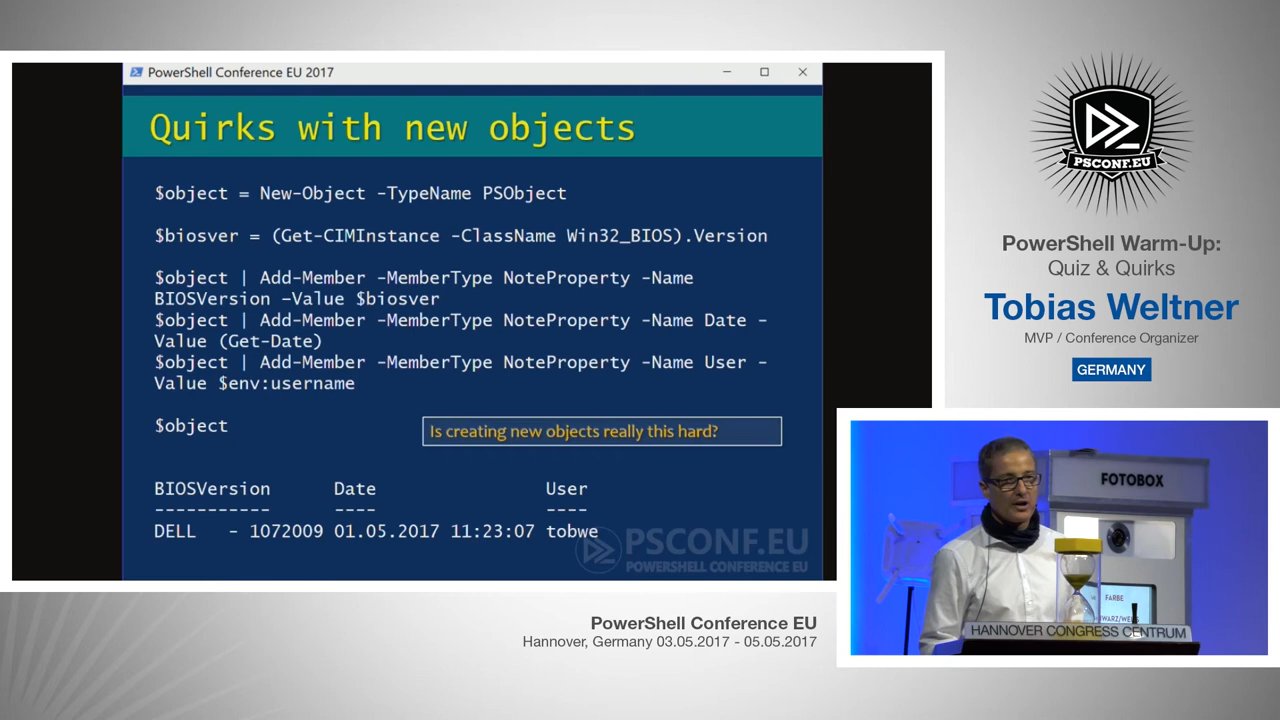 PowerShell Conference EU 2017
Quirks with new objects
$object = New-Object -TypeName PSObject
$biosver = (Get-CIMInstance -ClassName Win32_BIOS).Version
$object | Add-Member -MemberType NoteProperty -Name
BIOSVersion -Value $biosver
$object | Add-Member -MemberType NoteProperty -Name Date -
Value (Get-Date)
$object | Add-Member -MemberType NoteProperty -Name User -
Value $env:username
$object
Is creating new objects really this hard?
BIOSVersion Date User
----------- ---- ----
DELL - 1072009 01.05.2017 11:23:07 tobwe
PSCONF.EU
POWERSHELL CONFERENCE EU
PSCONF.EU
PowerShell Warm-Up:
Quiz & Quirks
Tobias Weltner
MVP / Conference Organizer
GERMANY
FOTOBOX
FARBE
HANNOVER CONGRESS CENTRUM
PowerShell Conference EU
Hannover, Germany 03.05.2017 - 05.05.2017